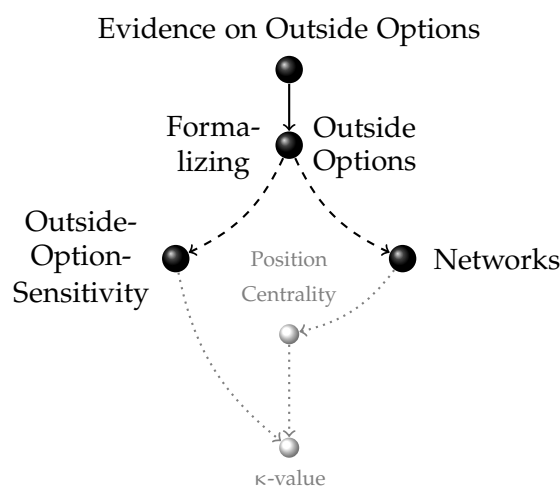 Evidence on Outside Options
Forma-
lizing
Outside
Options
Outside-
Option-
Sensitivity
Position
Centrality
Networks
κ-value